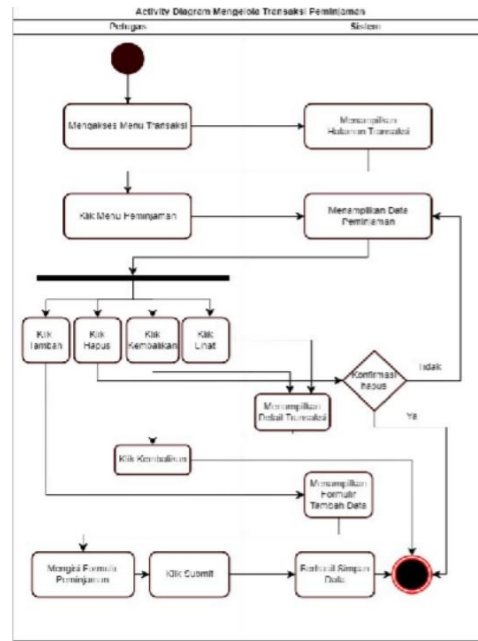 Activity Diagram Mengelola Transaksi Peminjaman
Petugas
Sistem
Mengakses Menu Transaksi
Menampilkan
Halaman Transaksi
Klik Menu Peminjaman
Menampilkan Data
Peminjaman
Klik
Tambah
Klik
Hapus
Klik
Kembalikan
Klik
Lihat
Konfirmasi
hapus
Tidak
Ya
Menampilkan
Detail Transaksi
Klik Kembalikan
Menampilkan
Formulir
Tambah Data
Mengisi Formulir
Peminjaman
Klik Submit
Berhasil Simpan
Data